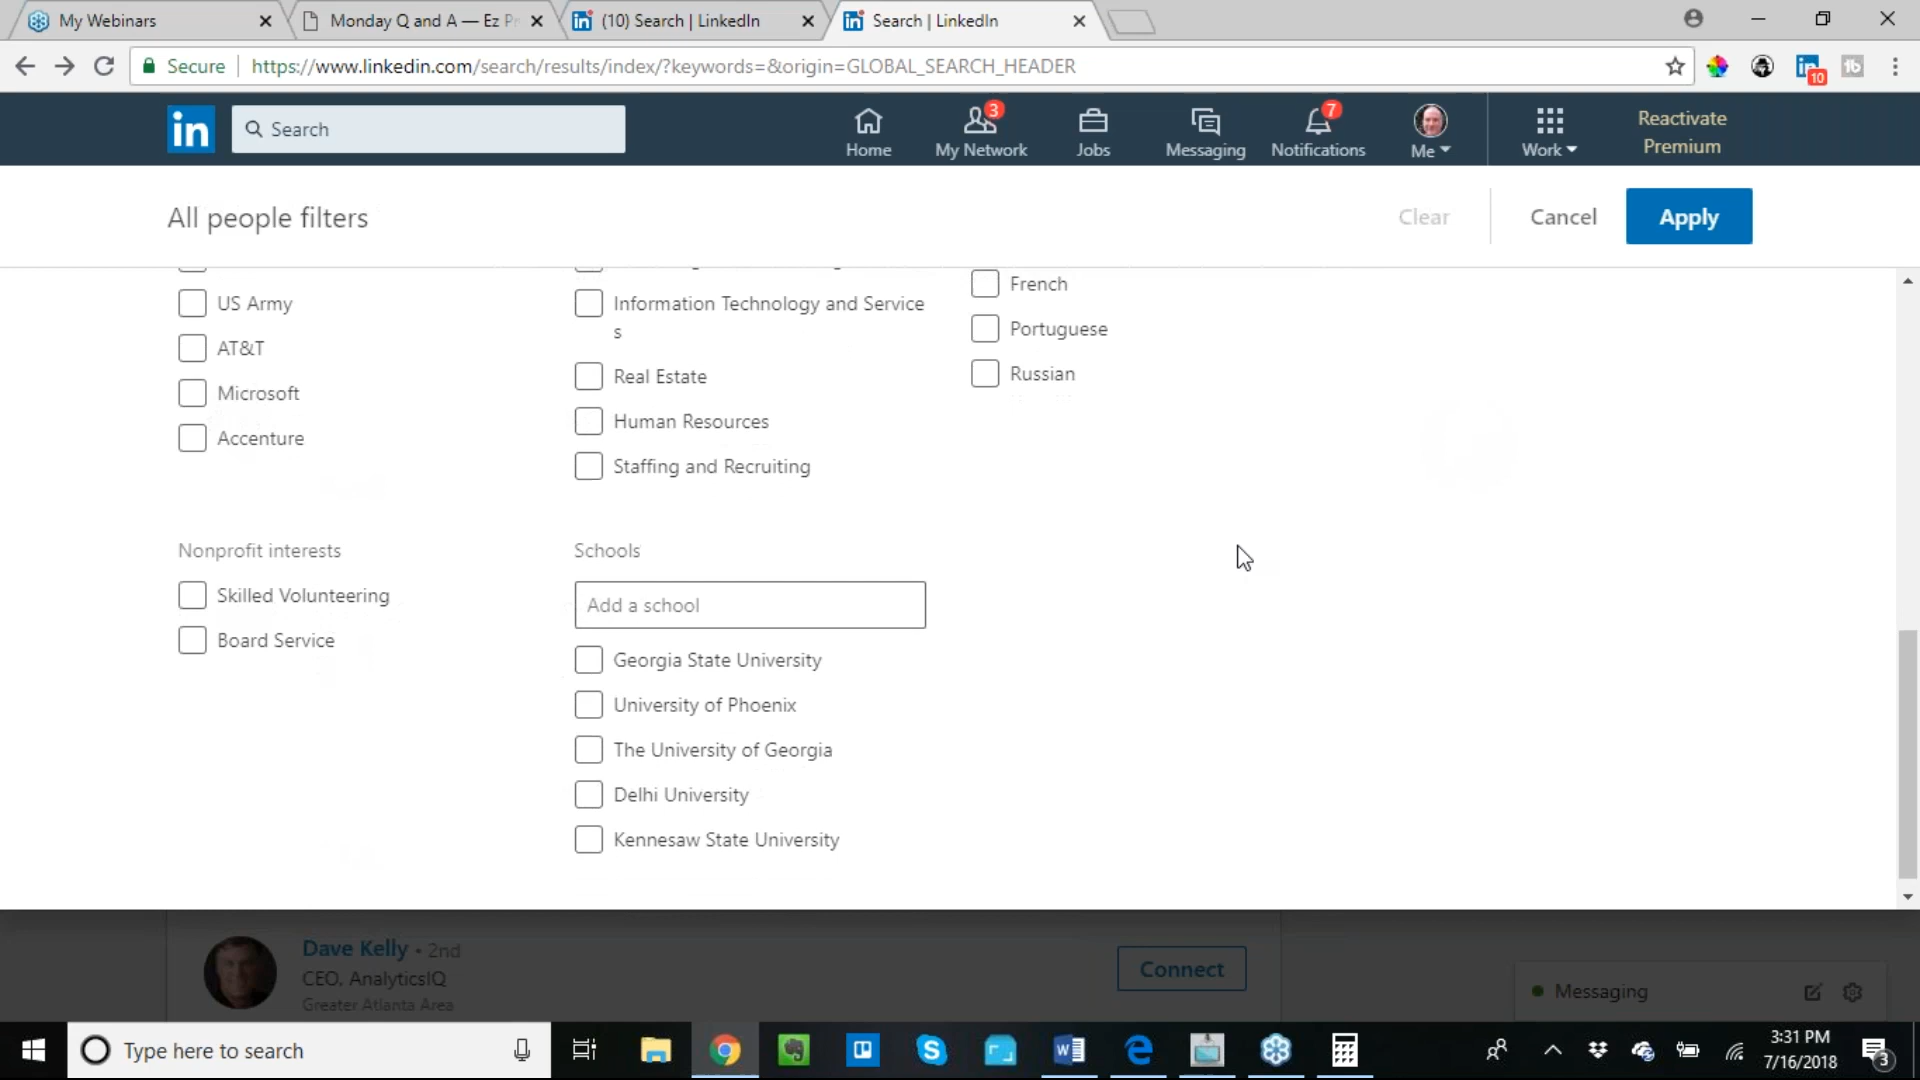 My Webinars
Monday Q and A — Ez P
(10) Search | LinkedIn
Search | LinkedIn
Secure
https://www.linkedin.com/search/results/index/?keywords=&origin=GLOBAL_SEARCH_HEADER
10
in
Search
Home
3
My Network
Jobs
Messaging
7
Notifications
Me
Work
Reactivate
Premium
All people filters
Clear
Cancel
Apply
US Army
AT&T
Microsoft
Accenture
Information Technology and Service
s
Real Estate
Human Resources
Staffing and Recruiting
French
Portuguese
Russian
Nonprofit interests
Skilled Volunteering
Board Service
Schools
Add a school
Georgia State University
University of Phoenix
The University of Georgia
Delhi University
Kennesaw State University
Dave Kelly • 2nd
CEO, AnalyticsIQ
Greater Atlanta Area
Connect
Messaging
Type here to search
3:31 PM
7/16/2018
3